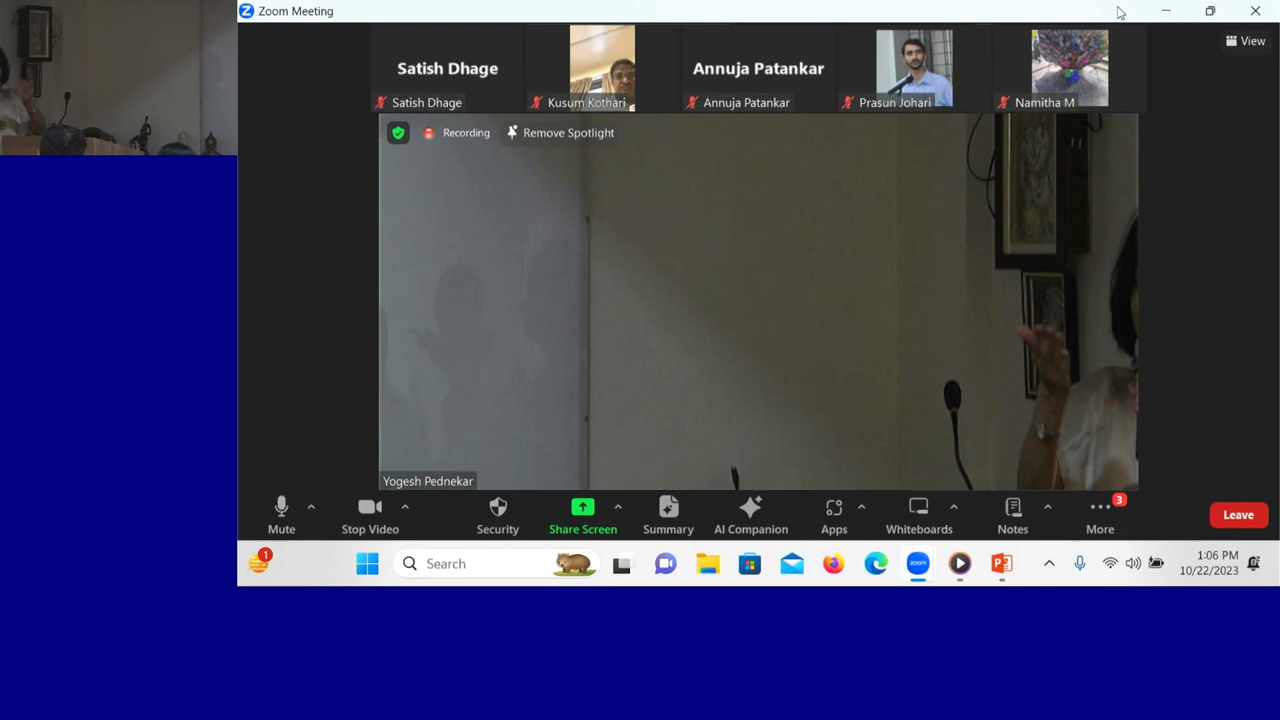 Zoom Meeting
View
Satish Dhage
Annuja Patankar
Satish Dhage
Kusum Kothari
Annuja Patankar
Prasun Johari
Namitha M
Recording
Remove Spotlight
Yogesh Pednekar
3
Mute
Stop Video
Security
Share Screen
Summary
AI Companion
Apps
Whiteboards
Notes
More
Leave
1
Search
zoom
1:06 PM
10/22/2023